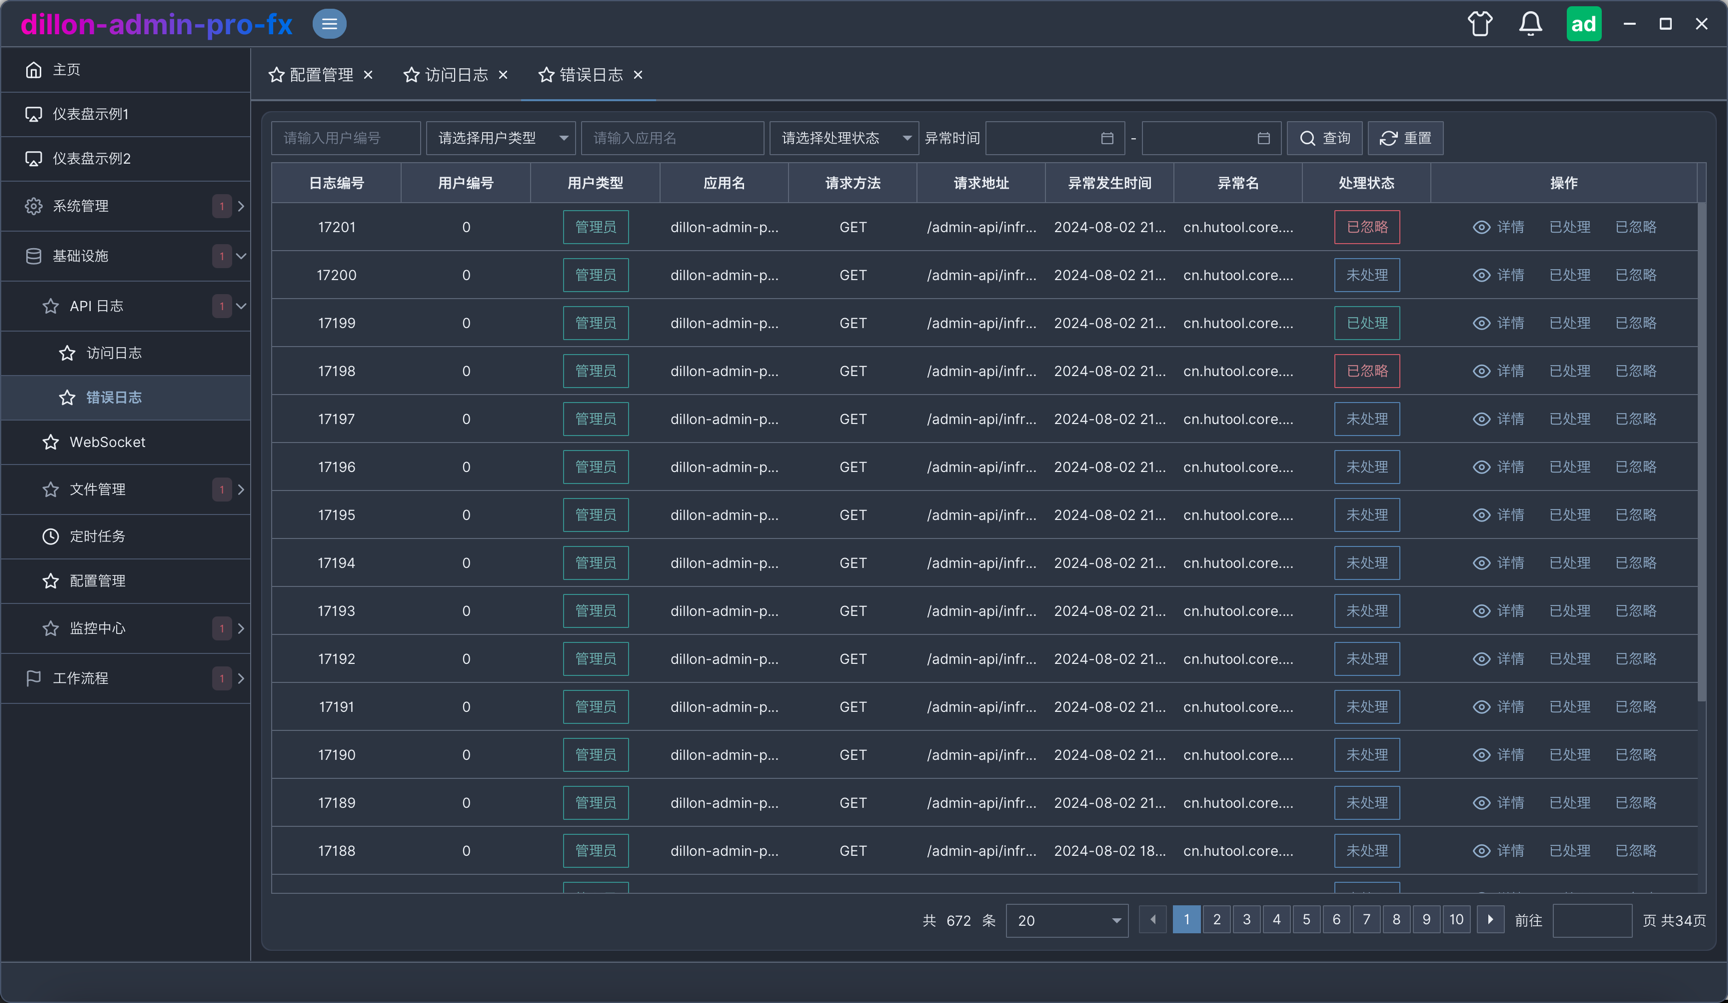 dillon-admin-pro-fx
ad
主页
仪表盘示例1
仪表盘示例2
系统管理 1
基础设施 1
API 日志 1
访问日志
错误日志
WebSocket
文件管理 1
定时任务
配置管理
监控中心 1
工作流程 1
配置管理 访问日志 错误日志
请输入用户编号 请选择用户类型 请输入应用名 请选择处理状态 异常时间 - 查询 重置
日志编号 用户编号 用户类型 应用名 请求方法 请求地址 异常发生时间 异常名 处理状态 操作
17201 0 管理员 dillon-admin-p... GET /admin-api/infr... 2024-08-02 21... cn.hutool.core.... 已忽略 详情 已处理 已忽略
17200 0 管理员 dillon-admin-p... GET /admin-api/infr... 2024-08-02 21... cn.hutool.core.... 未处理 详情 已处理 已忽略
17199 0 管理员 dillon-admin-p... GET /admin-api/infr... 2024-08-02 21... cn.hutool.core.... 已处理 详情 已处理 已忽略
17198 0 管理员 dillon-admin-p... GET /admin-api/infr... 2024-08-02 21... cn.hutool.core.... 已忽略 详情 已处理 已忽略
17197 0 管理员 dillon-admin-p... GET /admin-api/infr... 2024-08-02 21... cn.hutool.core.... 未处理 详情 已处理 已忽略
17196 0 管理员 dillon-admin-p... GET /admin-api/infr... 2024-08-02 21... cn.hutool.core.... 未处理 详情 已处理 已忽略
17195 0 管理员 dillon-admin-p... GET /admin-api/infr... 2024-08-02 21... cn.hutool.core.... 未处理 详情 已处理 已忽略
17194 0 管理员 dillon-admin-p... GET /admin-api/infr... 2024-08-02 21... cn.hutool.core.... 未处理 详情 已处理 已忽略
17193 0 管理员 dillon-admin-p... GET /admin-api/infr... 2024-08-02 21... cn.hutool.core.... 未处理 详情 已处理 已忽略
17192 0 管理员 dillon-admin-p... GET /admin-api/infr... 2024-08-02 21... cn.hutool.core.... 未处理 详情 已处理 已忽略
17191 0 管理员 dillon-admin-p... GET /admin-api/infr... 2024-08-02 21... cn.hutool.core.... 未处理 详情 已处理 已忽略
17190 0 管理员 dillon-admin-p... GET /admin-api/infr... 2024-08-02 21... cn.hutool.core.... 未处理 详情 已处理 已忽略
17189 0 管理员 dillon-admin-p... GET /admin-api/infr... 2024-08-02 21... cn.hutool.core.... 未处理 详情 已处理 已忽略
17188 0 管理员 dillon-admin-p... GET /admin-api/infr... 2024-08-02 18... cn.hutool.core.... 未处理 详情 已处理 已忽略
共 672 条 20 1 2 3 4 5 6 7 8 9 10 前往 页 共34页